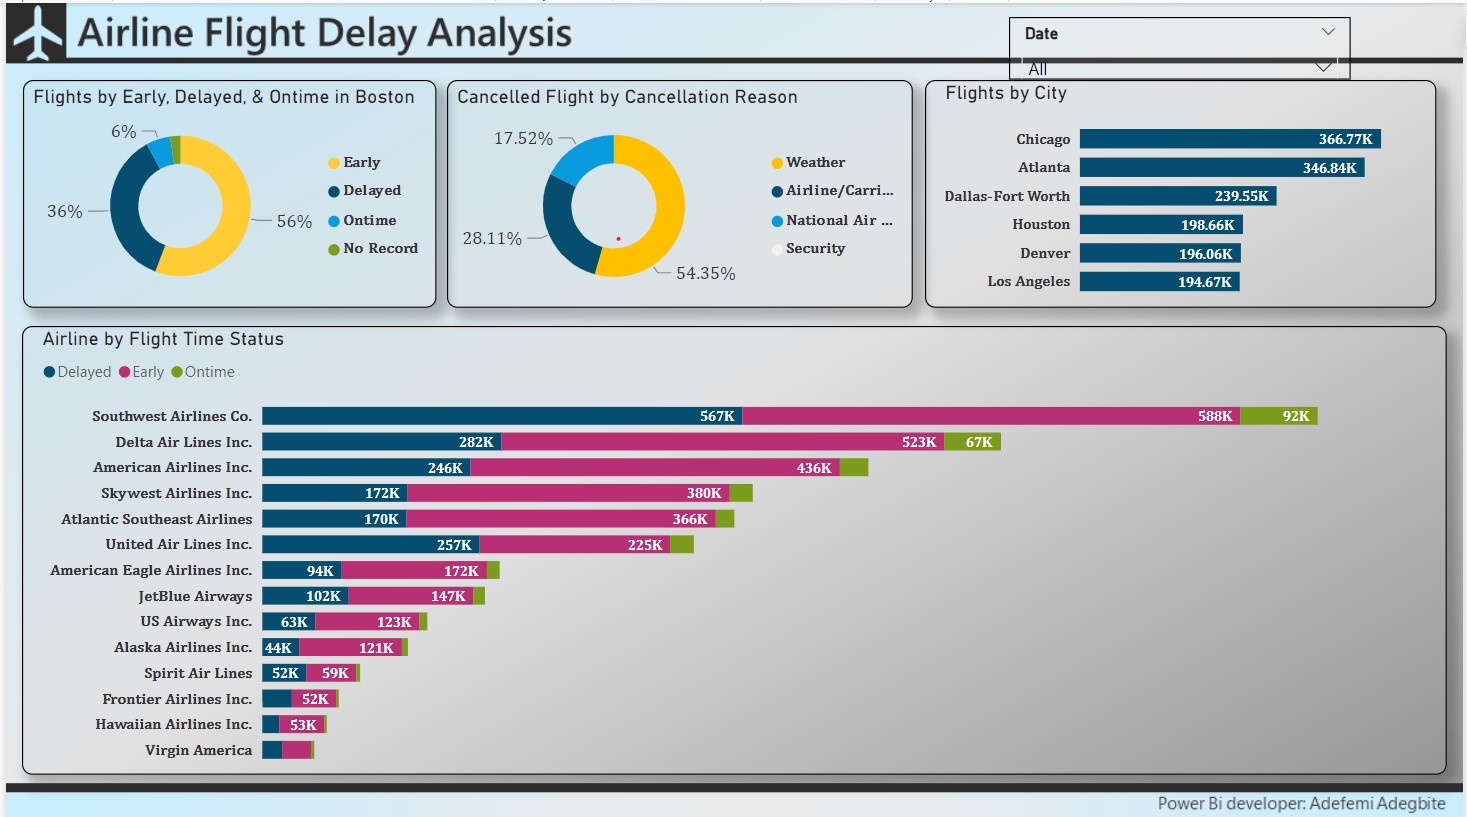 Airline Flight Delay Analysis
Date
All
Flights by Early, Delayed, & Ontime in Boston
6%
36%
56%
Early
Delayed
Ontime
No Record
Cancelled Flight by Cancellation Reason
17.52%
28.11%
54.35%
Weather
Airline/Carri...
National Air ...
Security
Flights by City
Chicago 366.77K
Atlanta 346.84K
Dallas-Fort Worth 239.55K
Houston 198.66K
Denver 196.06K
Los Angeles 194.67K
Airline by Flight Time Status
Delayed Early Ontime
Southwest Airlines Co. 567K 588K 92K
Delta Air Lines Inc. 282K 523K 67K
American Airlines Inc. 246K 436K
Skywest Airlines Inc. 172K 380K
Atlantic Southeast Airlines 170K 366K
United Air Lines Inc. 257K 225K
American Eagle Airlines Inc. 94K 172K
JetBlue Airways 102K 147K
US Airways Inc. 63K 123K
Alaska Airlines Inc. 44K 121K
Spirit Air Lines 52K 59K
Frontier Airlines Inc. 52K
Hawaiian Airlines Inc. 53K
Virgin America
Power Bi developer: Adefemi Adegbite